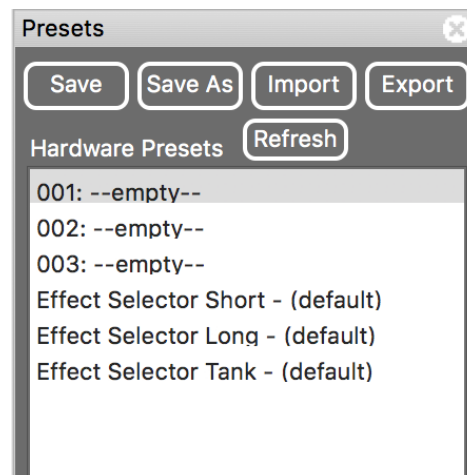 Presets
Save Save As Import Export
Hardware Presets Refresh
001: --empty--
002: --empty--
003: --empty--
Effect Selector Short - (default)
Effect Selector Long - (default)
Effect Selector Tank - (default)